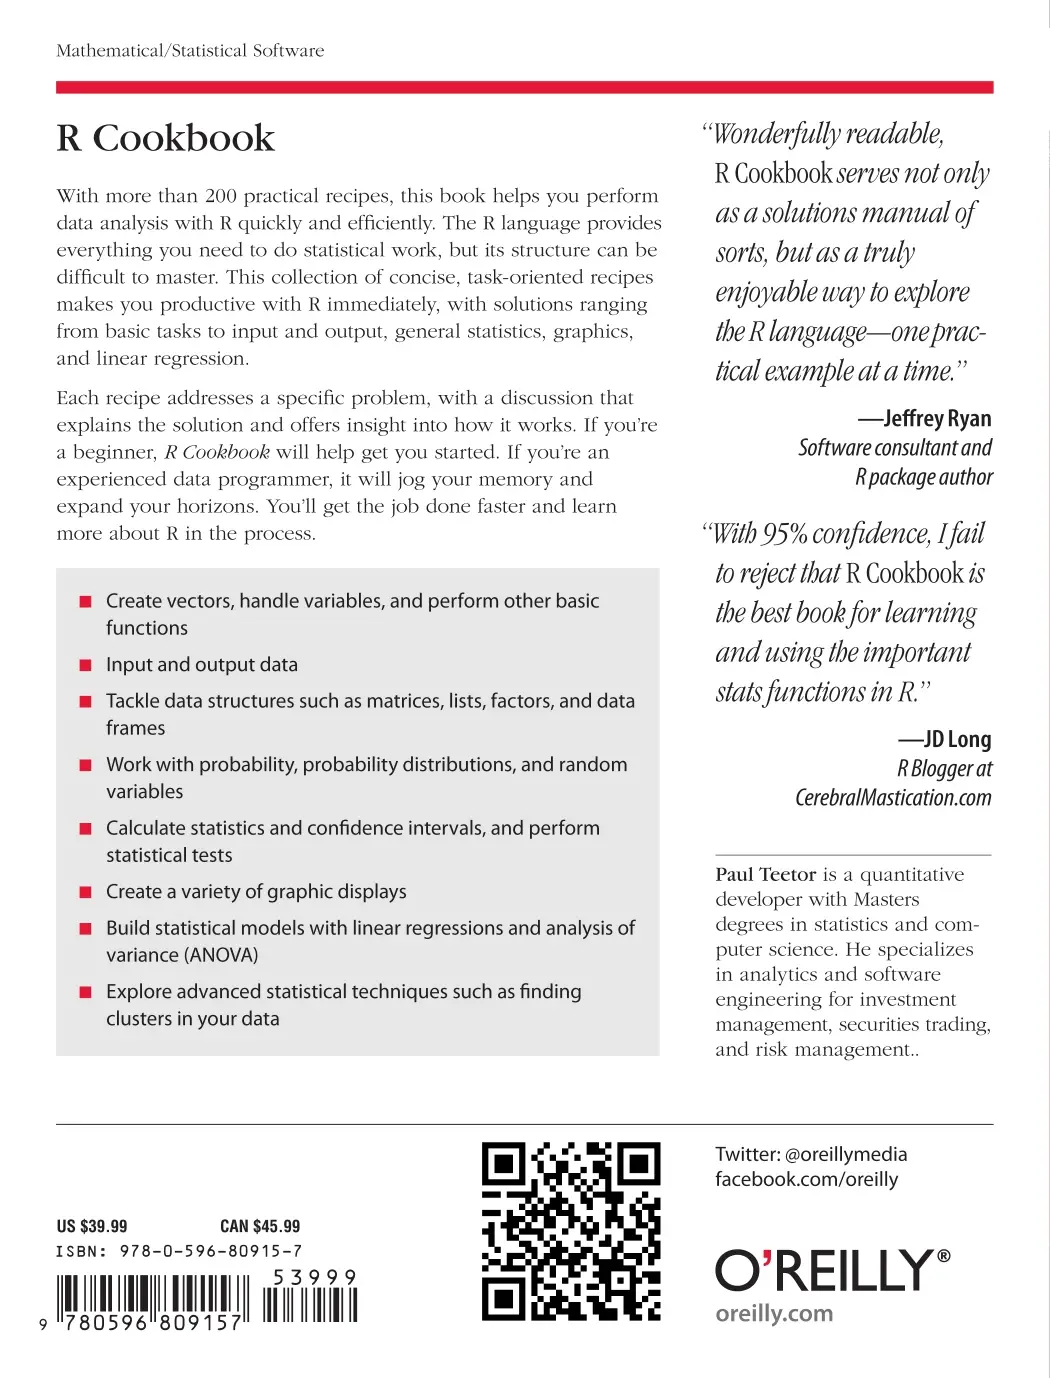 Mathematical/Statistical Software
R Cookbook
With more than 200 practical recipes, this book helps you perform
data analysis with R quickly and efficiently. The R language provides
everything you need to do statistical work, but its structure can be
difficult to master. This collection of concise, task-oriented recipes
makes you productive with R immediately, with solutions ranging
from basic tasks to input and output, general statistics, graphics,
and linear regression.
Each recipe addresses a specific problem, with a discussion that
explains the solution and offers insight into how it works. If you’re
a beginner, R Cookbook will help get you started. If you’re an
experienced data programmer, it will jog your memory and
expand your horizons. You’ll get the job done faster and learn
more about R in the process.
■ Create vectors, handle variables, and perform other basic
functions
■ Input and output data
■ Tackle data structures such as matrices, lists, factors, and data
frames
■ Work with probability, probability distributions, and random
variables
■ Calculate statistics and confidence intervals, and perform
statistical tests
■ Create a variety of graphic displays
■ Build statistical models with linear regressions and analysis of
variance (ANOVA)
■ Explore advanced statistical techniques such as finding
clusters in your data
“Wonderfully readable,
R Cookbook serves not only
as a solutions manual of
sorts, but as a truly
enjoyable way to explore
the R language—one prac-
tical example at a time.”
—Jeffrey Ryan
Software consultant and
R package author
“With 95% confidence, I fail
to reject that R Cookbook is
the best book for learning
and using the important
stats functions in R.”
—JD Long
R Blogger at
CerebralMastication.com
Paul Teetor is a quantitative
developer with Masters
degrees in statistics and com-
puter science. He specializes
in analytics and software
engineering for investment
management, securities trading,
and risk management..
US $39.99 CAN $45.99
ISBN: 978-0-596-80915-7
53999
9 780596 809157
Twitter: @oreillymedia
facebook.com/oreilly
O’REILLY®
oreilly.com